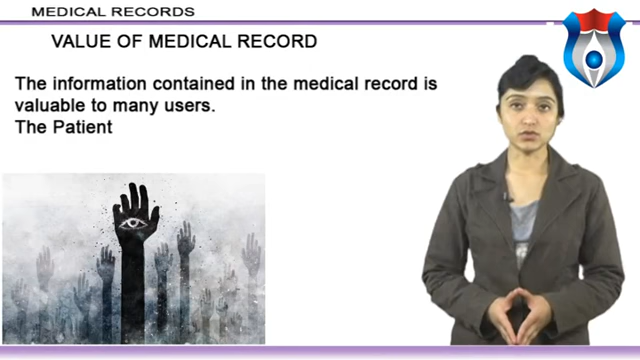 MEDICAL RECORDS
VALUE OF MEDICAL RECORD
The information contained in the medical record is
valuable to many users.
The Patient